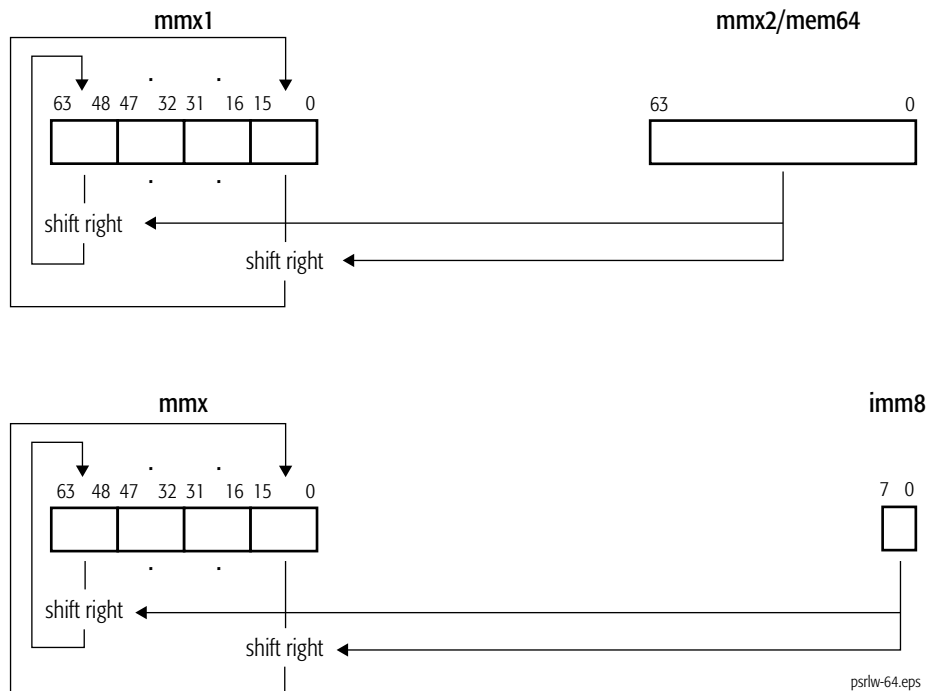 mmx1 mmx2/mem64
. .
63 48 47 32 31 16 15 0 63 0
. .
shift right
shift right
mmx imm8
. .
63 48 47 32 31 16 15 0 7 0
. .
shift right
shift right
psrlw-64.eps